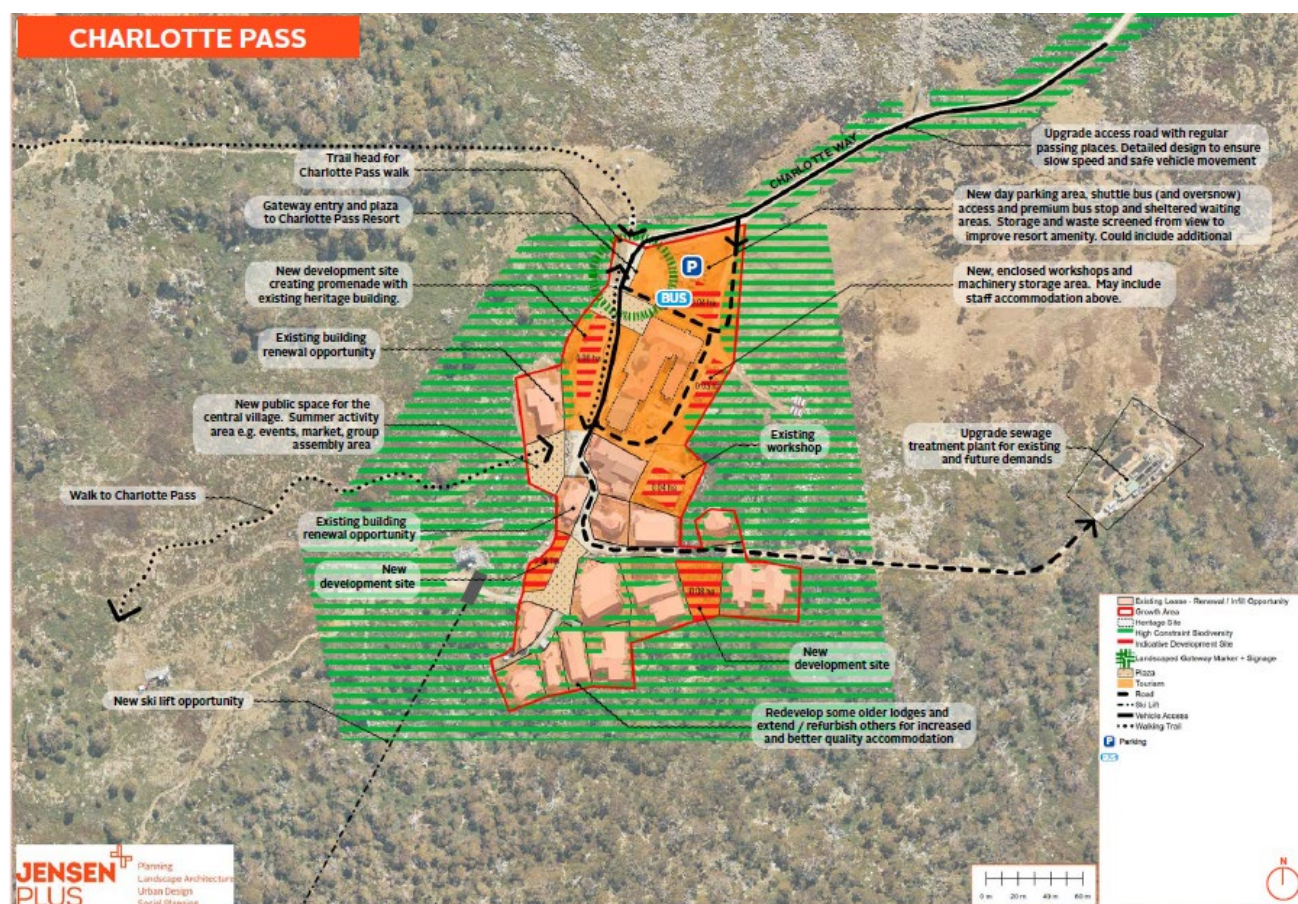 CHARLOTTE PASS
Trail head for
Charlotte Pass walk
Gateway entry and plaza
to Charlotte Pass Resort
New development site
creating promenade with
existing heritage building.
Existing building
renewal opportunity
New public space for the
central village. Summer activity
area e.g. events, market, group
assembly area
Walk to Charlotte Pass
Existing building
renewal opportunity
New
development site
New ski lift opportunity
CHARLOTTE WAY
P
BUS
Upgrade access road with regular
passing places. Detailed design to ensure
slow speed and safe vehicle movement
New day parking area, shuttle bus (and oversnow)
access and premium bus stop and sheltered waiting
areas. Storage and waste screened from view to
improve resort amenity. Could include additional
New, enclosed workshops and
machinery storage area. May include
staff accommodation above.
Existing
workshop
0.04 ha
Upgrade sewage
treatment plant for existing
and future demands
New
development site
Redevelop some older lodges and
extend / refurbish others for increased
and better quality accommodation
Existing Lease - Renewal / Infill Opportunity
Growth Area
Heritage Site
High Constraint Biodiversity
Indicative Development Site
Landscaped Gateway Marker + Signage
Plaza
Tourism
Road
Ski Lift
Vehicle Access
Walking Trail
P Parking
BUS
JENSEN
PLUS
Planning
Landscape Architecture
Urban Design
Social Planning
0 m 20 m 40 m 60 m
N